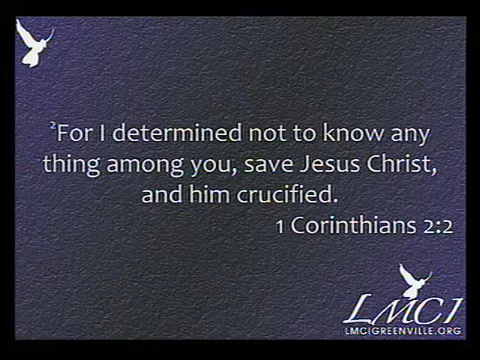 2For I determined not to know any
thing among you, save Jesus Christ,
and him crucified.
1 Corinthians 2:2
LMCI
LMCIGREENVILLE.ORG